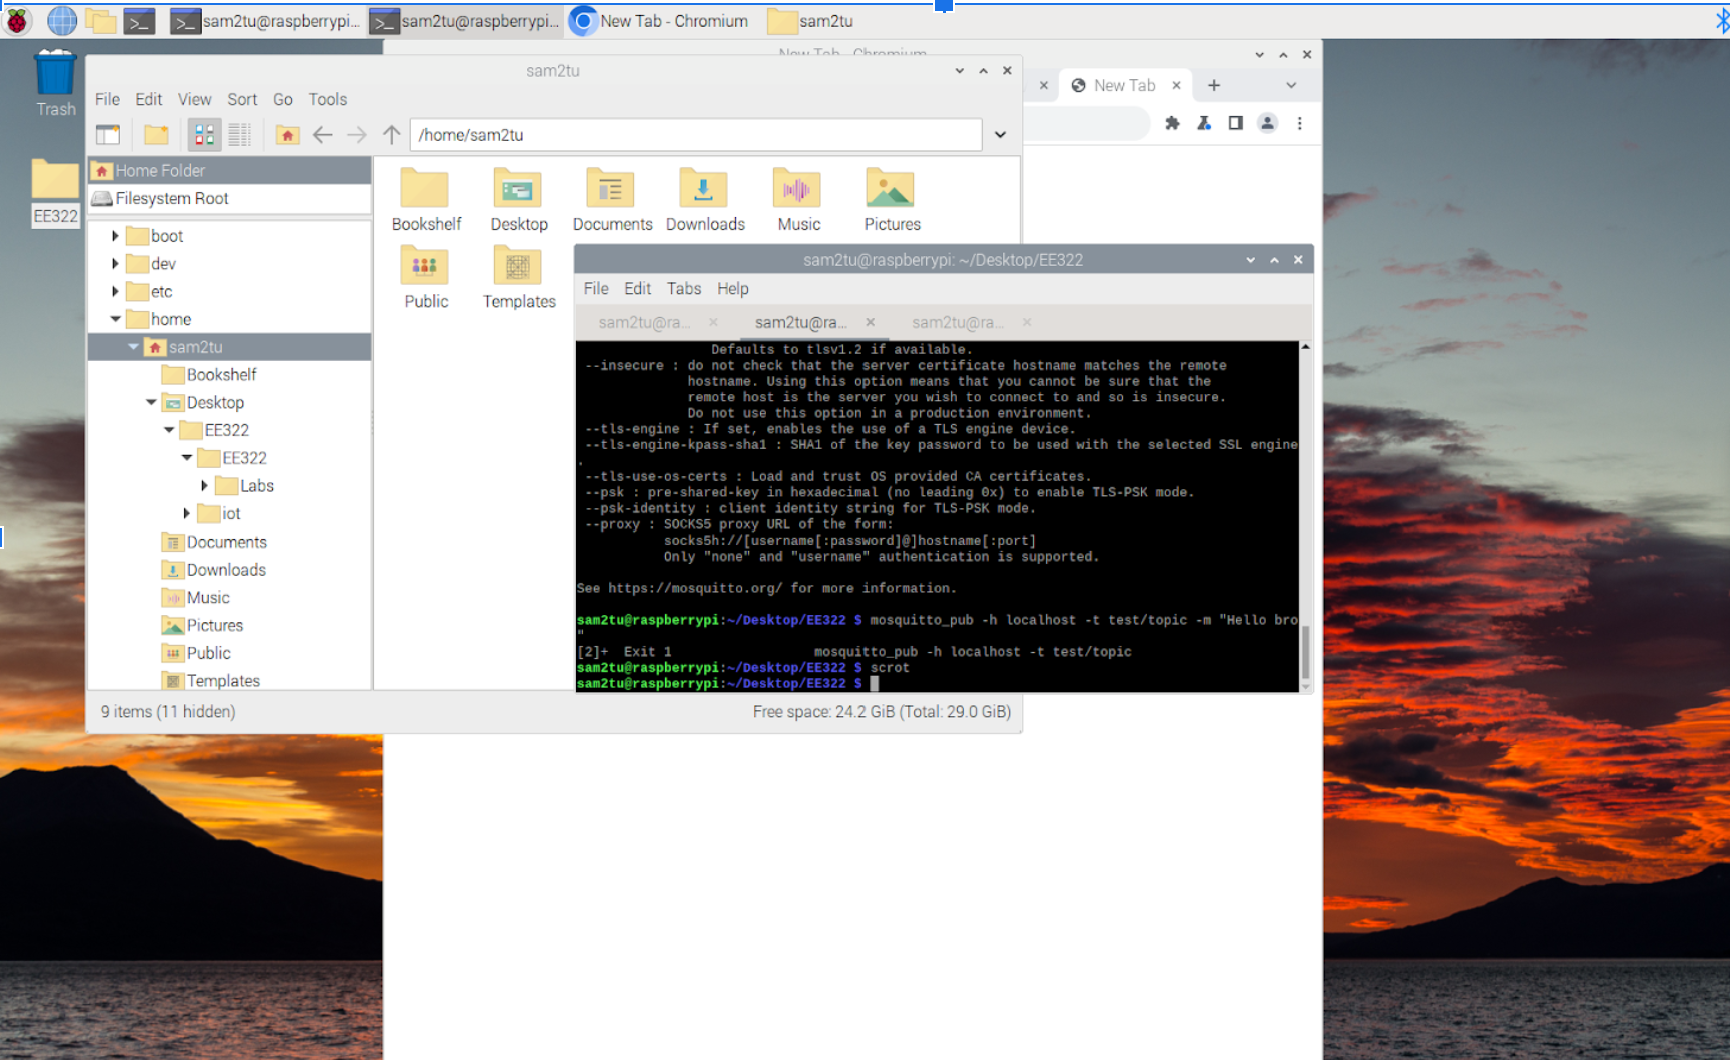 sam2tu@raspberrypi... sam2tu@raspberrypi... New Tab - Chromium sam2tu
Trash
EE322
New Tab - Chromium
New Tab
sam2tu
File Edit View Sort Go Tools
/home/sam2tu
Home Folder
Filesystem Root
boot
dev
etc
home
sam2tu
Bookshelf
Desktop
EE322
EE322
Labs
iot
Documents
Downloads
Music
Pictures
Public
Templates
Bookshelf Desktop Documents Downloads Music Pictures
Public Templates
9 items (11 hidden) Free space: 24.2 GiB (Total: 29.0 GiB)
sam2tu@raspberrypi: ~/Desktop/EE322
File Edit Tabs Help
sam2tu@ra... sam2tu@ra... sam2tu@ra...
Defaults to tlsv1.2 if available.
--insecure : do not check that the server certificate hostname matches the remote
hostname. Using this option means that you cannot be sure that the
remote host is the server you wish to connect to and so is insecure.
Do not use this option in a production environment.
--tls-engine : If set, enables the use of a TLS engine device.
--tls-engine-kpass-sha1 : SHA1 of the key password to be used with the selected SSL engine
.
--tls-use-os-certs : Load and trust OS provided CA certificates.
--psk : pre-shared-key in hexadecimal (no leading 0x) to enable TLS-PSK mode.
--psk-identity : client identity string for TLS-PSK mode.
--proxy : SOCKS5 proxy URL of the form:
socks5h://[username[:password]@]hostname[:port]
Only "none" and "username" authentication is supported.
See https://mosquitto.org/ for more information.
sam2tu@raspberrypi:~/Desktop/EE322 $ mosquitto_pub -h localhost -t test/topic -m "Hello bro
"
[2]+ Exit 1 mosquitto_pub -h localhost -t test/topic
sam2tu@raspberrypi:~/Desktop/EE322 $ scrot
sam2tu@raspberrypi:~/Desktop/EE322 $